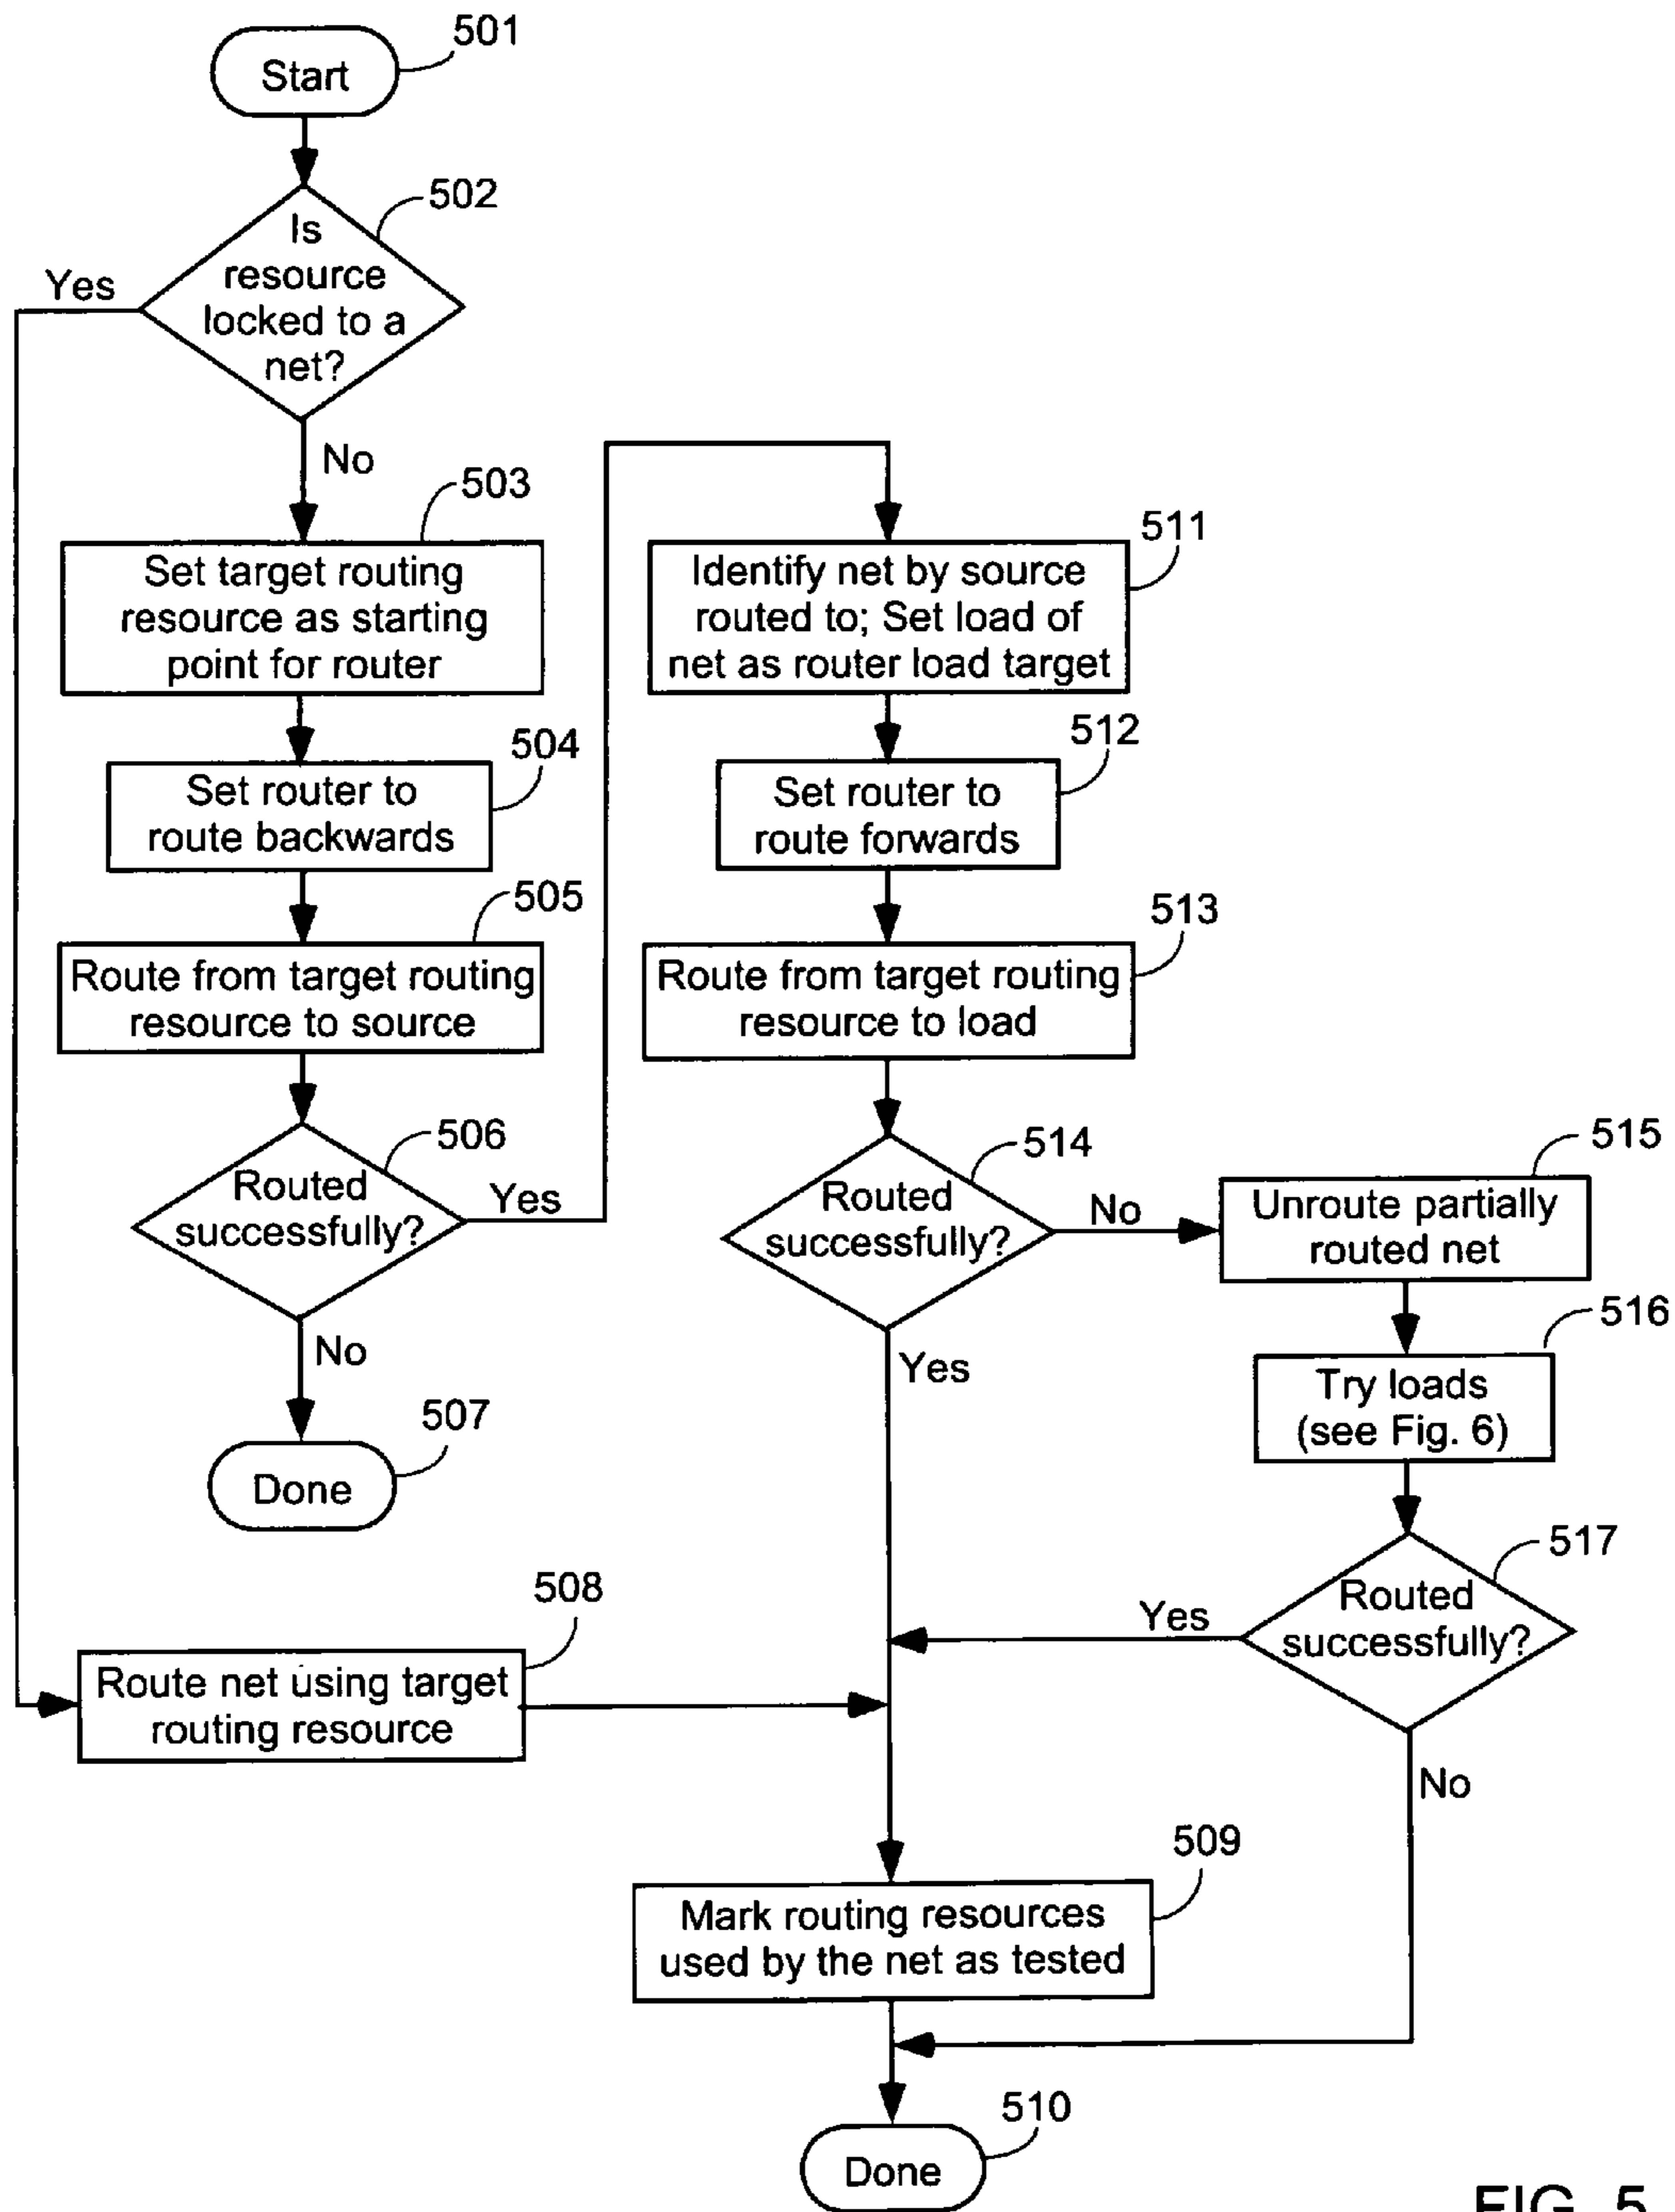 501
Start
502
Is
resource
locked to a
net?
Yes
No
503
Set target routing
resource as starting
point for router
504
Set router to
route backwards
505
Route from target routing
resource to source
506
Routed
successfully?
Yes
No
507
Done
508
Route net using target
routing resource
511
Identify net by source
routed to; Set load of
net as router load target
512
Set router to
route forwards
513
Route from target routing
resource to load
514
Routed
successfully?
No
Yes
515
Unroute partially
routed net
516
Try loads
(see Fig. 6)
517
Routed
successfully?
Yes
No
509
Mark routing resources
used by the net as tested
510
Done
FIG. 5